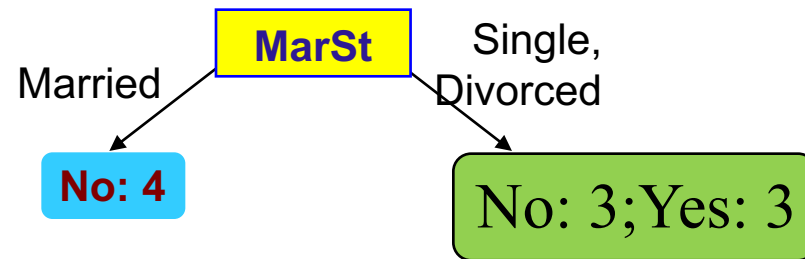 MarSt
Married
Single,
Divorced
No: 4
No: 3;Yes: 3